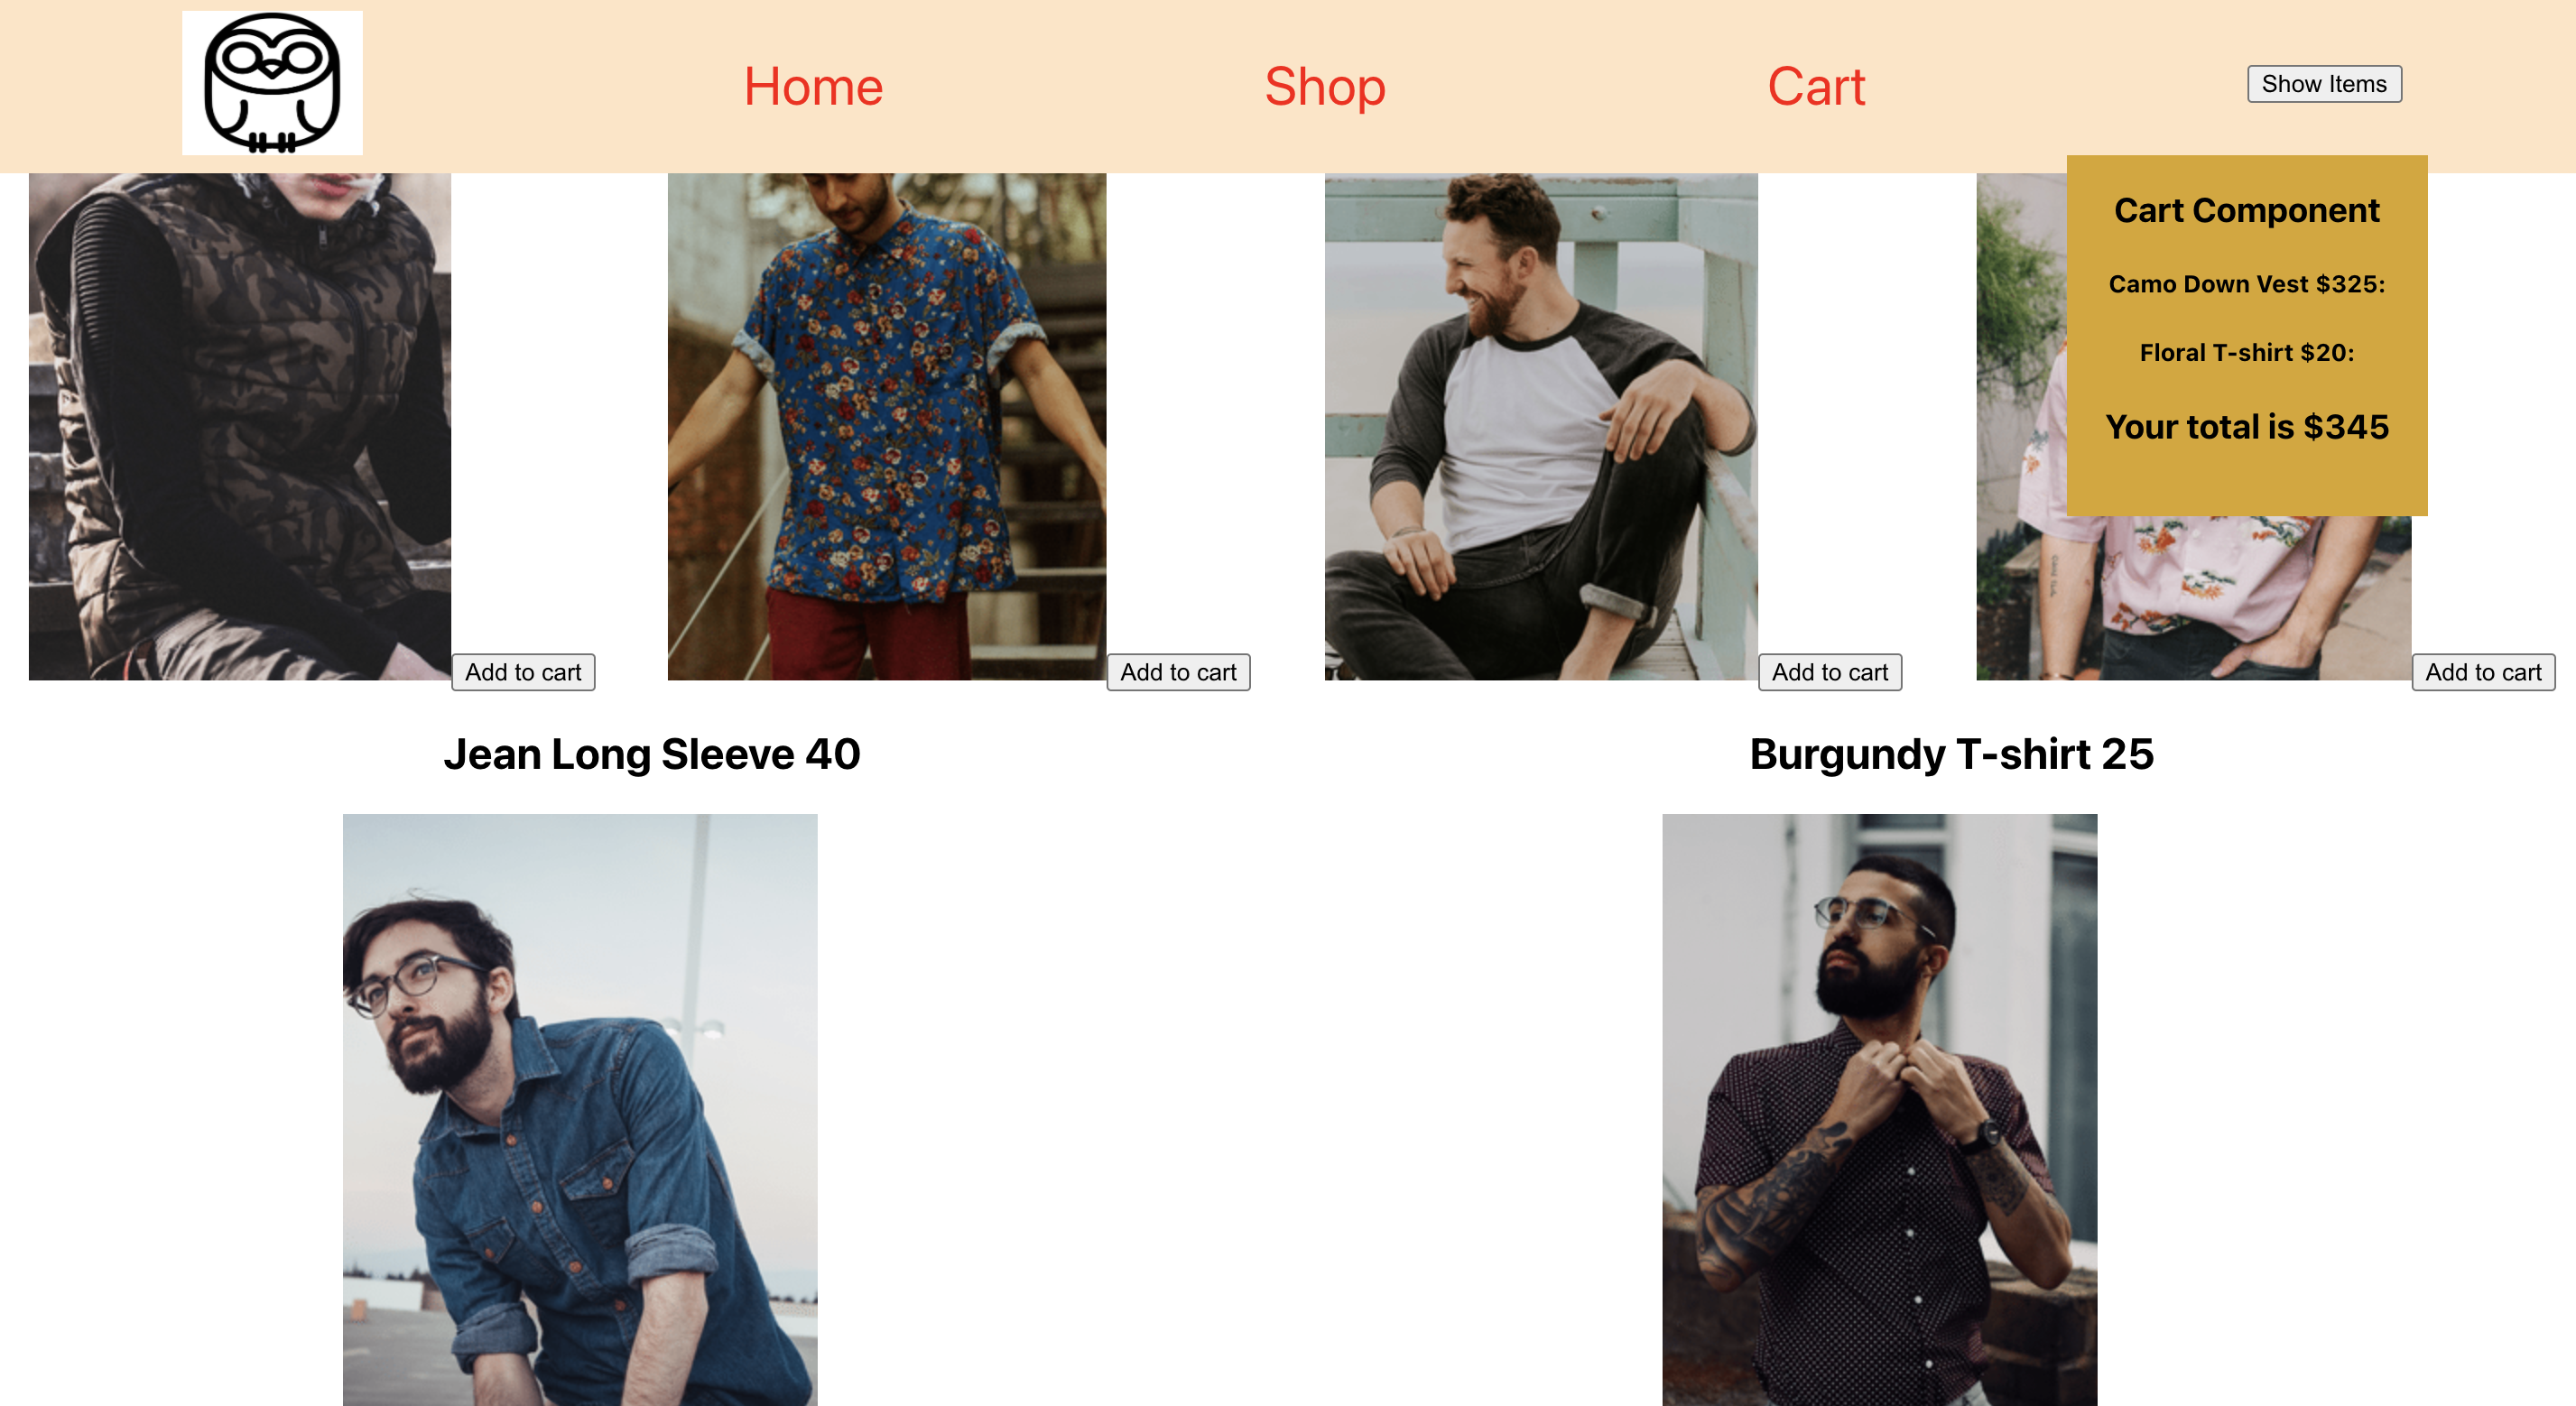 Home
Shop
Cart
Show Items
Cart Component
Camo Down Vest $325:
Floral T-shirt $20:
Your total is $345
Add to cart
Add to cart
Add to cart
Add to cart
Jean Long Sleeve 40
Burgundy T-shirt 25